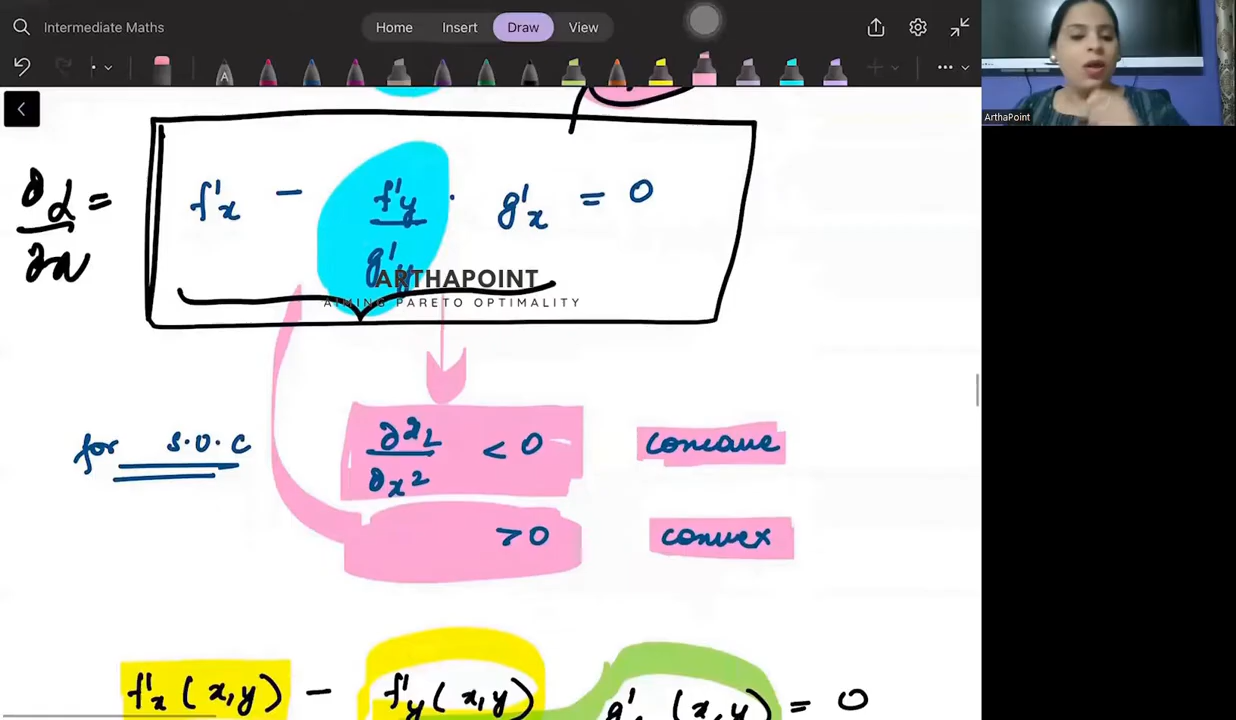 Intermediate Maths
Home Insert Draw View
A
ArthaPoint
∂L/∂x = f'x - f'y/g'y · g'x = 0
ARTHAPOINT
AIMING PARETO OPTIMALITY
for S.O.C ∂²L/∂x² < 0 concave
> 0 convex
f'x (x,y) - f'y (x,y) (x,y) = 0